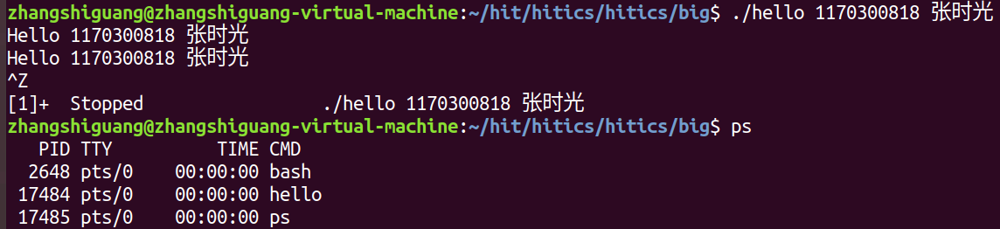 zhangshiguang@zhangshiguang-virtual-machine:~/hit/hitics/hitics/big$ ./hello 1170300818 张时光
Hello 1170300818 张时光
Hello 1170300818 张时光
^Z
[1]+  Stopped                 ./hello 1170300818 张时光
zhangshiguang@zhangshiguang-virtual-machine:~/hit/hitics/hitics/big$ ps
   PID TTY          TIME CMD
  2648 pts/0    00:00:00 bash
 17484 pts/0    00:00:00 hello
 17485 pts/0    00:00:00 ps